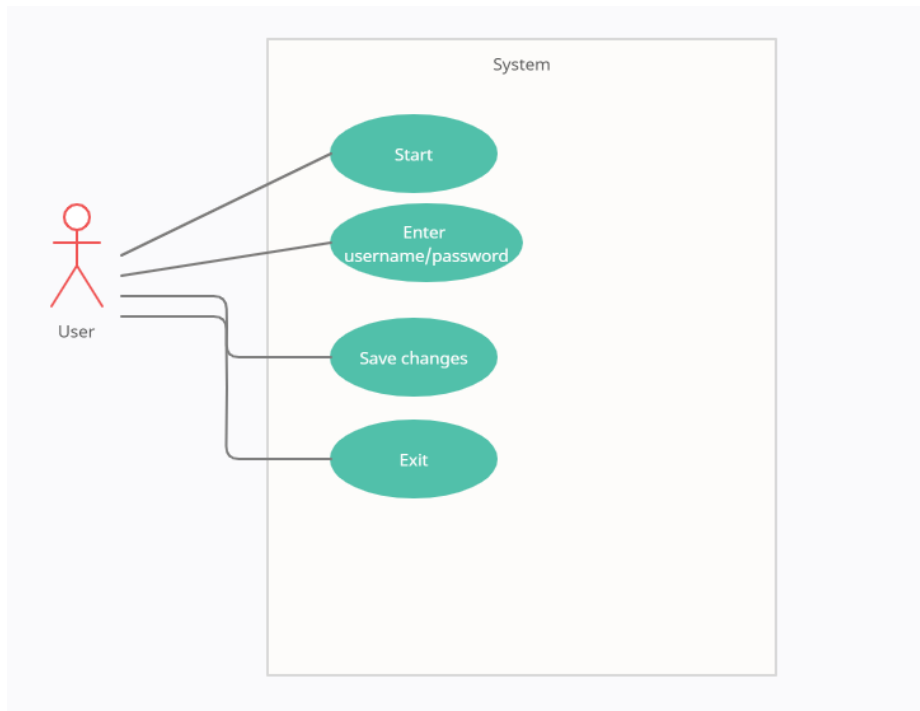 System
Start
Enter
username/password
User
Save changes
Exit